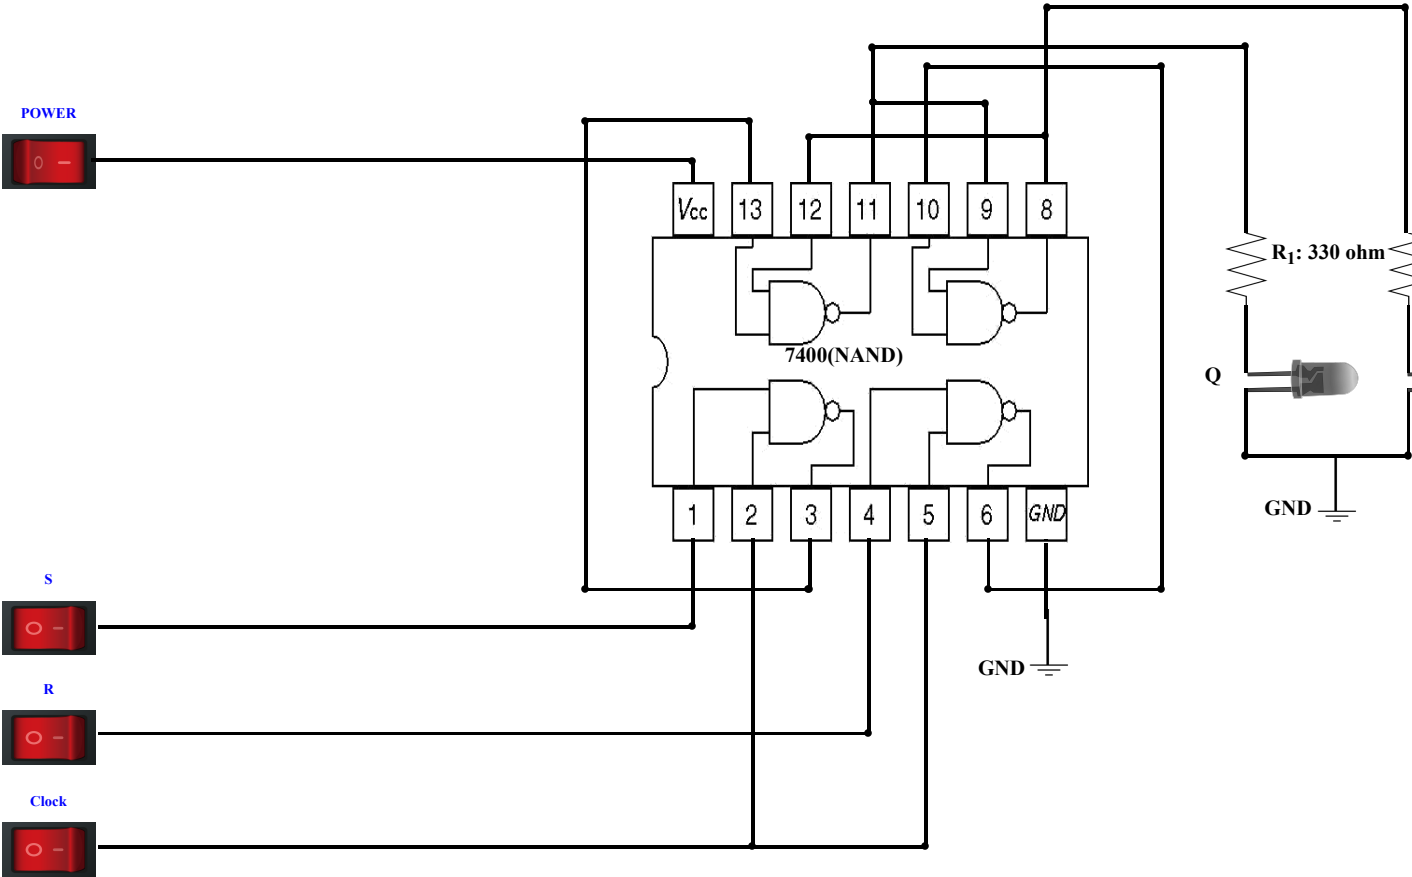 POWER
Vcc 13 12 11 10 9 8
R1: 330 ohm
7400(NAND)
Q
1 2 3 4 5 6 GND
GND
S
GND
R
Clock